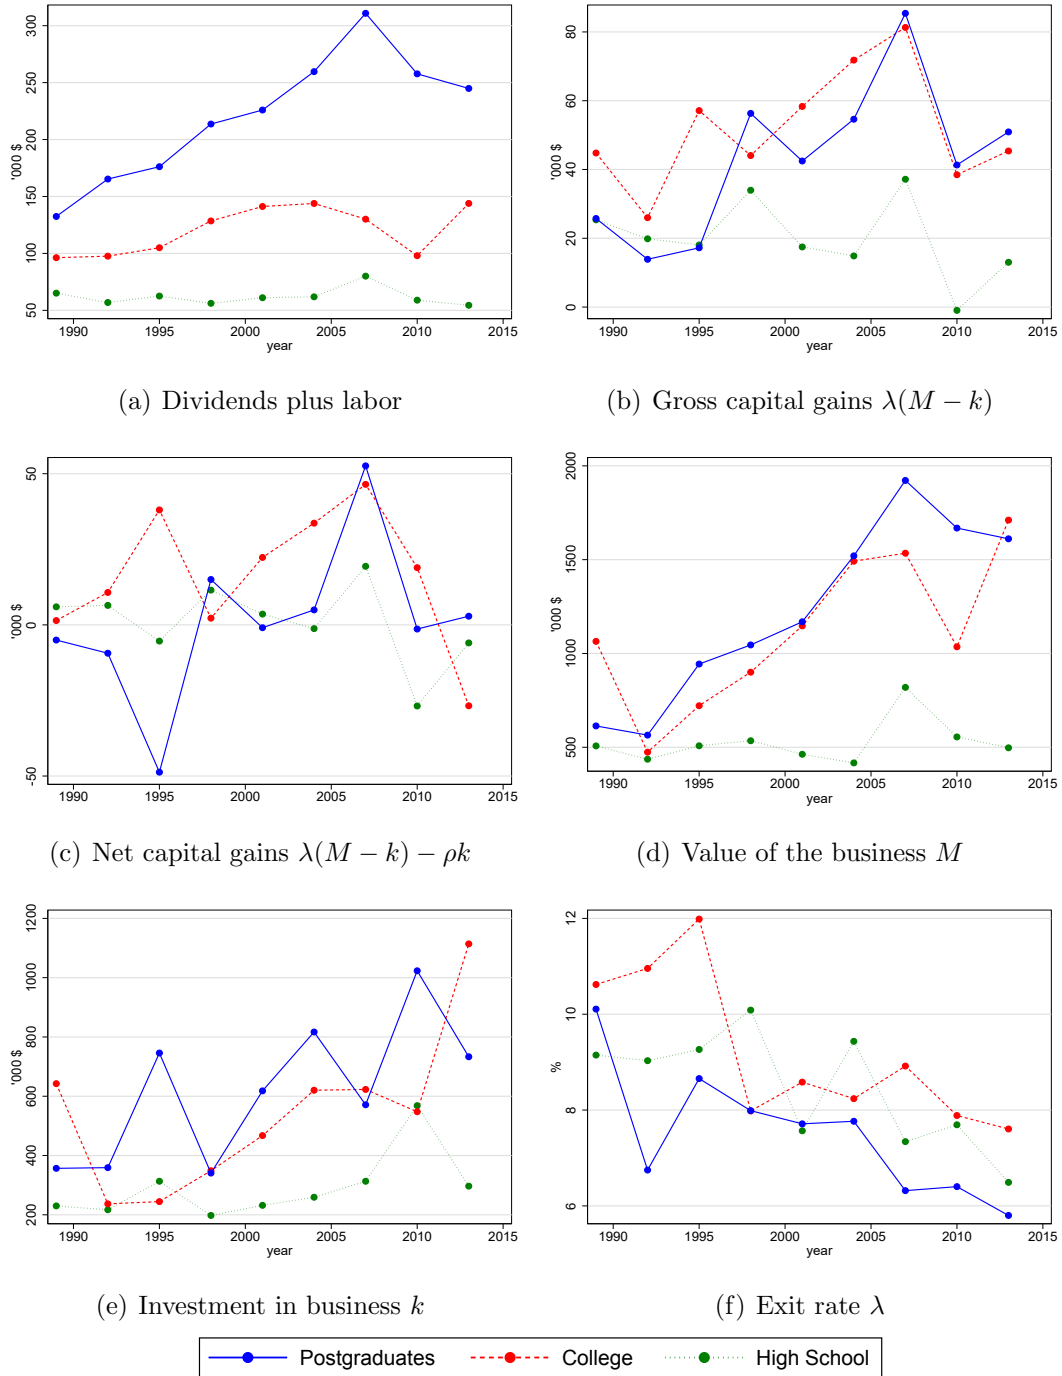 300
250
200
150
100
50
'000 $
1990 1995 2000 2005 2010 2015
year
(a) Dividends plus labor
80
60
40
20
0
'000 $
1990 1995 2000 2005 2010 2015
year
(b) Gross capital gains λ(M − k)
50
0
-50
'000 $
1990 1995 2000 2005 2010 2015
year
(c) Net capital gains λ(M − k) − ρk
2000
1500
1000
500
'000 $
1990 1995 2000 2005 2010 2015
year
(d) Value of the business M
1200
1000
800
600
400
200
'000 $
1990 1995 2000 2005 2010 2015
year
(e) Investment in business k
12
10
8
6
%
1990 1995 2000 2005 2010 2015
year
(f) Exit rate λ
Postgraduates College High School